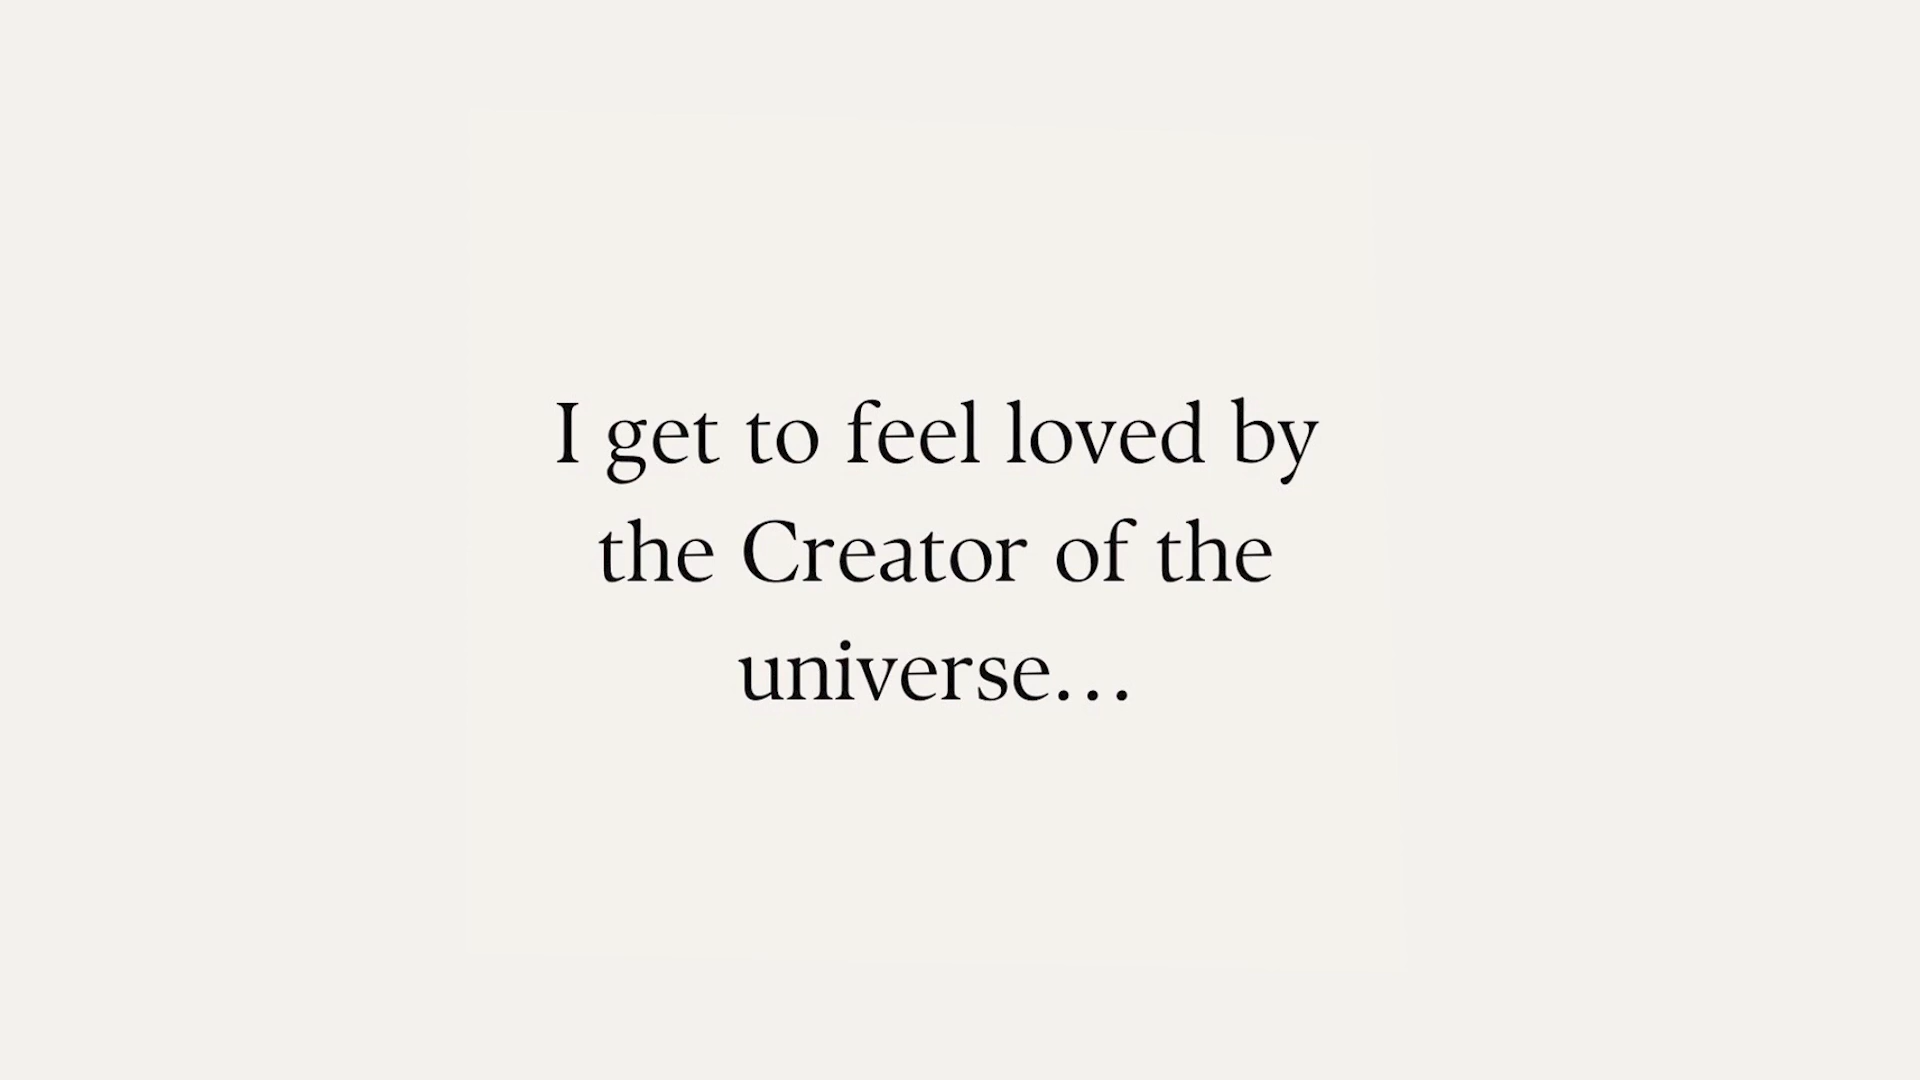 I get to feel loved by
the Creator of the
universe...